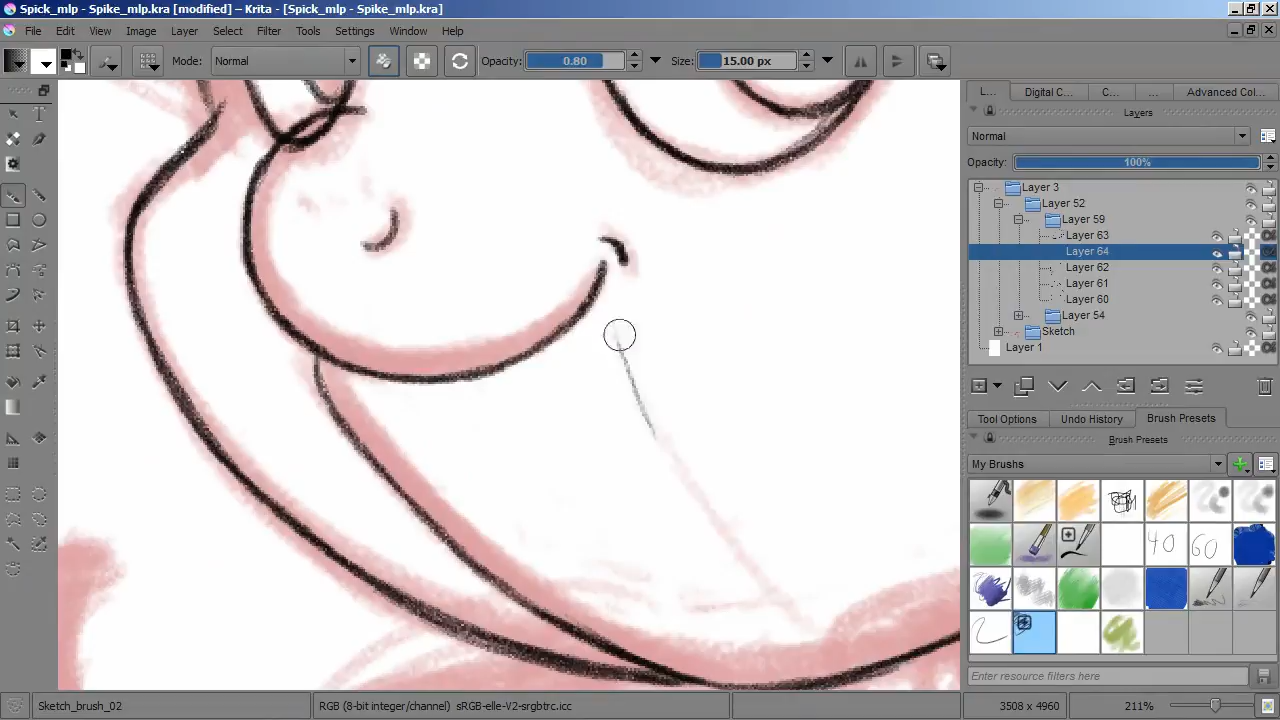 Spick_mlp - Spike_mlp.kra [modified] – Krita - [Spick_mlp - Spike_mlp.kra]
File Edit View Image Layer Select Filter Tools Settings Window Help
Mode: Normal Opacity: 0.80 Size: 15.00 px
L... Digital C... C... ... Advanced Col...
Layers
Normal
Opacity: 100%
Layer 3
Layer 52
Layer 59
Layer 63
Layer 64
Layer 62
Layer 61
Layer 60
Layer 54
Sketch
Layer 1
Tool Options Undo History Brush Presets
Brush Presets
My Brushes
40 60
Enter resource filters here
Sketch_brush_02 RGB (8-bit integer/channel) sRGB-elle-V2-srgbtrc.icc 3508 x 4960 211%